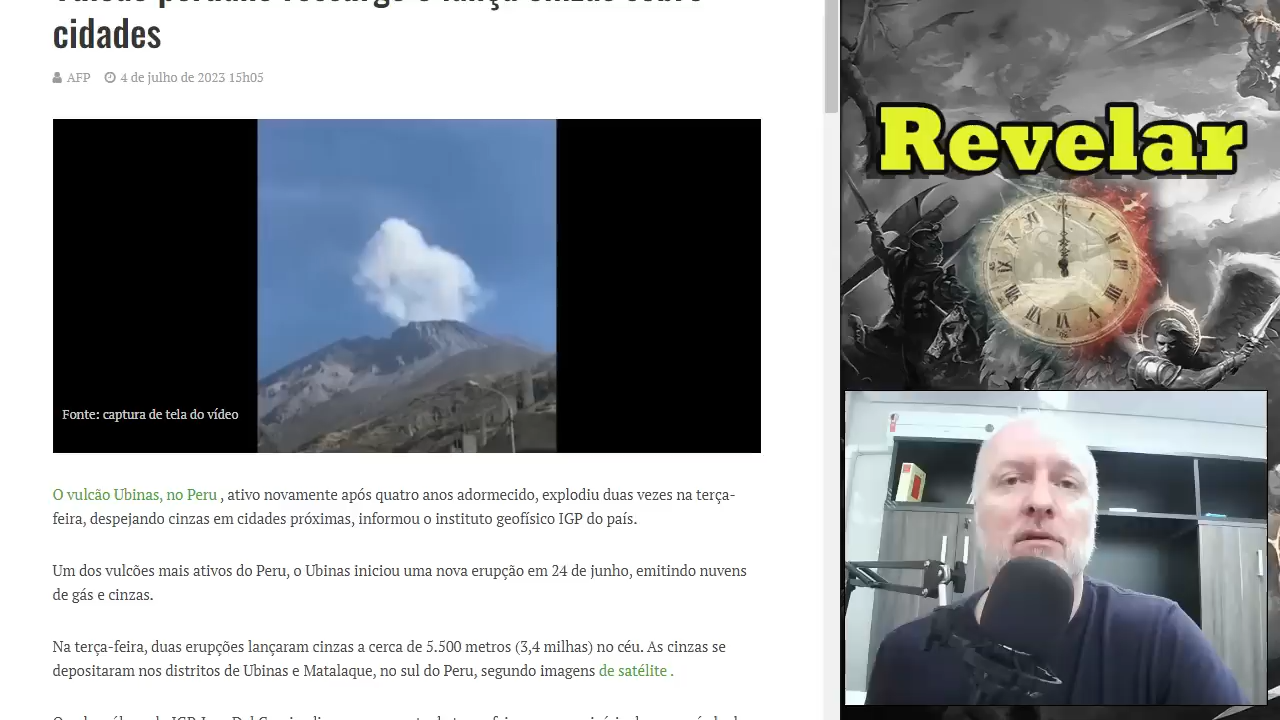 cidades
AFP 4 de julho de 2023 15h05
Revelar
Fonte: captura de tela do vídeo
O vulcão Ubinas, no Peru , ativo novamente após quatro anos adormecido, explodiu duas vezes na terça-
feira, despejando cinzas em cidades próximas, informou o instituto geofísico IGP do país.
Um dos vulcões mais ativos do Peru, o Ubinas iniciou uma nova erupção em 24 de junho, emitindo nuvens
de gás e cinzas.
Na terça-feira, duas erupções lançaram cinzas a cerca de 5.500 metros (3,4 milhas) no céu. As cinzas se
depositaram nos distritos de Ubinas e Matalaque, no sul do Peru, segundo imagens de satélite .